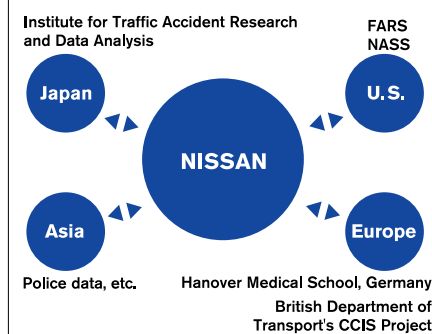 Institute for Traffic Accident Research
and Data Analysis
FARS
NASS
Japan
U.S.
NISSAN
Asia
Europe
Police data, etc.
Hanover Medical School, Germany
British Department of
Transport's CCIS Project